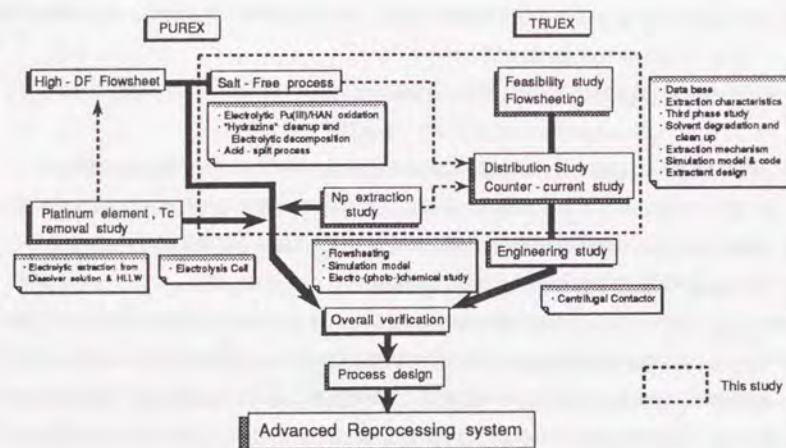 PUREX
TRUEX
High - DF Flowsheet
Salt - Free process
Feasibility study
Flowsheeting
· Data base
· Extraction characteristics
· Third phase study
· Solvent degradation and
clean up
· Extraction mechanism
· Simulation model & code
· Extractant design
· Electrolytic Pu(III)/HAN oxidation
· "Hydrazine" cleanup and
Electrolytic decomposition
· Acid - split process
Distribution Study
Counter - current study
Np extraction
study
Platinum element , Tc
removal study
· Electrolytic extraction from
Dissolver solution & HLLW
· Electrolysis Cell
· Flowsheeting
· Simulation model
· Electro-(photo-)chemical study
Engineering study
· Centrifugal Contactor
Overall verification
Process design
This study
Advanced Reprocessing system